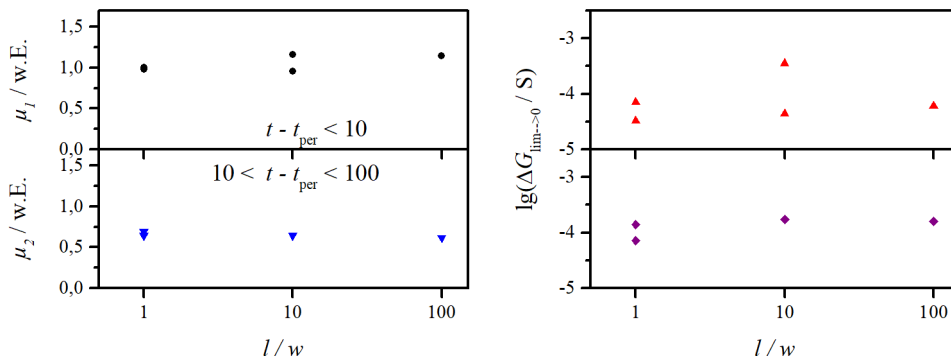 μ1 / w.E.
1,5
1,0
0,5
0,0
t - tper < 10
μ2 / w.E.
1,5
1,0
0,5
0,0
10 < t - tper < 100
1 10 100
l / w
lg(ΔGlim-->0 / S)
-3
-4
-5
-3
-4
-5
1 10 100
l / w